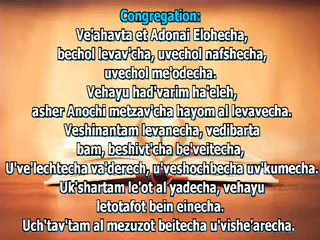 Congregation:
Ve'ahavta et Adonai Elohecha,
bechol levav'cha, uvechol nafshecha,
uvechol me'odecha.
Vehayu had'varim ha'eleh,
asher Anochi metzav'cha hayom al levavecha.
Veshinantam levanecha, vedibarta
bam, beshivt'cha be'veitecha,
U've'lechtecha va'derech, u'veshochbecha uv'kumecha.
Uk'shartam le'ot al yadecha, vehayu
letotafot bein einecha.
Uch'tav'tam al mezuzot beitecha u'vishe'arecha.